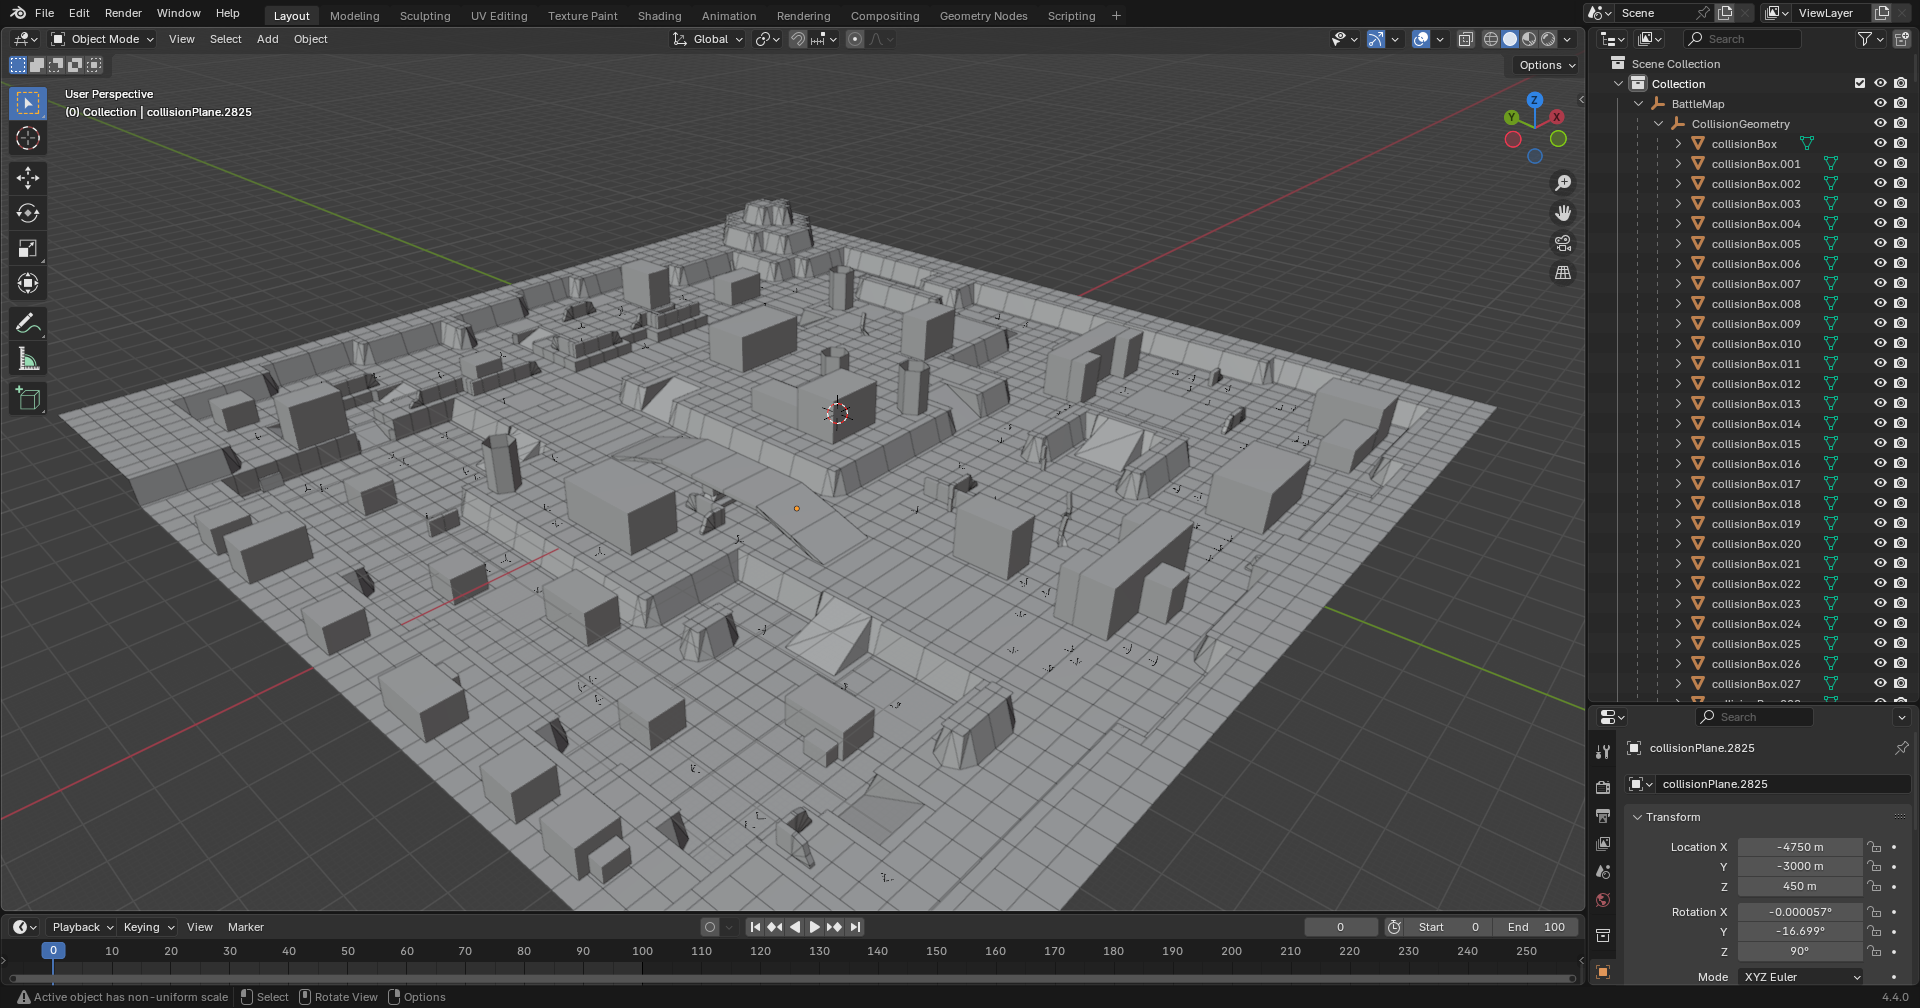 File Edit Render Window Help Layout Modeling Sculpting UV Editing Texture Paint Shading Animation Rendering Compositing Geometry Nodes Scripting + Scene ViewLayer
Object Mode View Select Add Object Global Search
Options
User Perspective
(0) Collection | collisionPlane.2825
Z
Y
X
Scene Collection
Collection
BattleMap
CollisionGeometry
collisionBox
collisionBox.001
collisionBox.002
collisionBox.003
collisionBox.004
collisionBox.005
collisionBox.006
collisionBox.007
collisionBox.008
collisionBox.009
collisionBox.010
collisionBox.011
collisionBox.012
collisionBox.013
collisionBox.014
collisionBox.015
collisionBox.016
collisionBox.017
collisionBox.018
collisionBox.019
collisionBox.020
collisionBox.021
collisionBox.022
collisionBox.023
collisionBox.024
collisionBox.025
collisionBox.026
collisionBox.027
Search
collisionPlane.2825
collisionPlane.2825
Transform
Location X -4750 m
Y -3000 m
Z 450 m
Rotation X -0.000057°
Y -16.699°
Z 90°
Mode XYZ Euler
Playback Keying View Marker 0 Start 0 End 100
0 10 20 30 40 50 60 70 80 90 100 110 120 130 140 150 160 170 180 190 200 210 220 230 240 250
Active object has non-uniform scale Select Rotate View Options 4.4.0